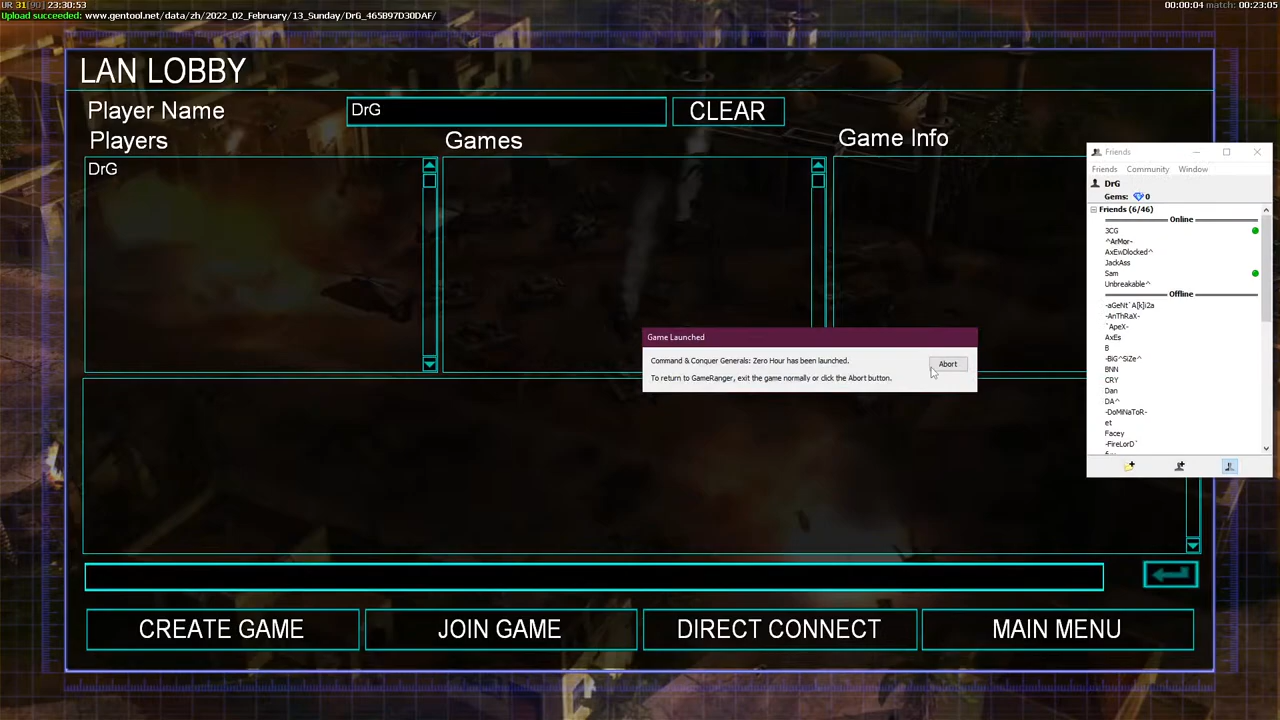 UR 31[90] 23:30:53
00:00:04 match: 00:23:05
Upload succeeded: www.gentool.net/data/zh/2022_02_February/13_Sunday/DrG_465B97D30DAF/
LAN LOBBY
Player Name
DrG
CLEAR
Players
Games
Game Info
DrG
Game Launched
Command & Conquer Generals: Zero Hour has been launched.
To return to GameRanger, exit the game normally or click the Abort button.
Abort
Friends
Friends Community Window
DrG
Gems: 0
Friends (6/46)
Online
3CG
^ArMor-
AxEwDlocked^
JackAss
Sam
Unbreakable^
Offline
-aGeNt`A[k]i2a
-AnThRaX-
`ApeX-
AxEs
B
-BiG^SiZe^
BNN
CRY
Dan
DA^
-DoMiNaToR-
et
Facey
-FireLorD`
CREATE GAME
JOIN GAME
DIRECT CONNECT
MAIN MENU